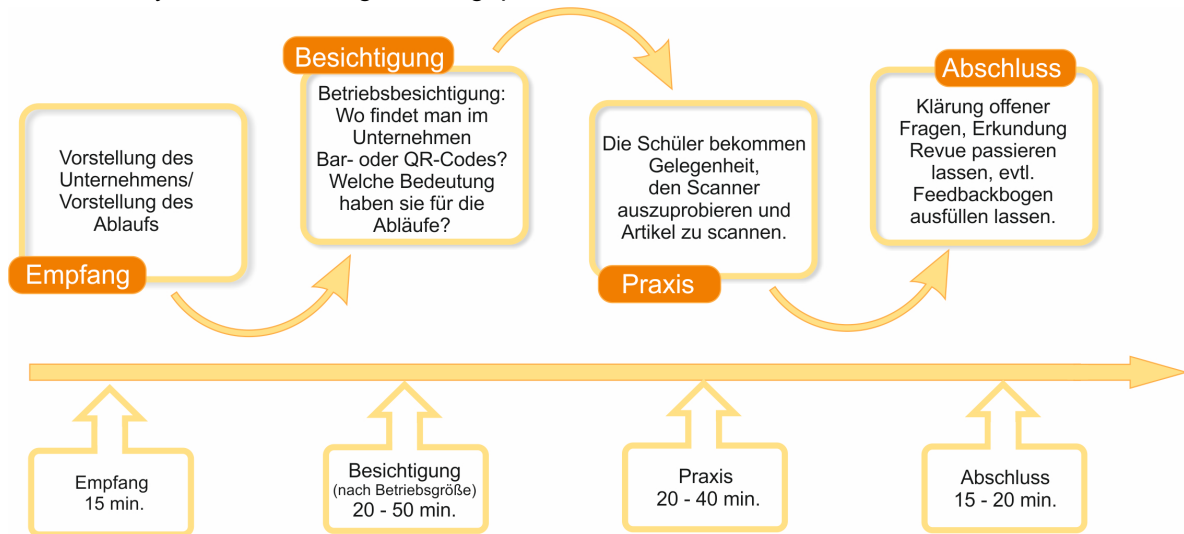 Empfang
Vorstellung des
Unternehmens/
Vorstellung des
Ablaufs
Besichtigung
Betriebsbesichtigung:
Wo findet man im
Unternehmen
Bar- oder QR-Codes?
Welche Bedeutung
haben sie für die
Abläufe?
Die Schüler bekommen
Gelegenheit,
den Scanner
auszuprobieren und
Artikel zu scannen.
Praxis
Abschluss
Klärung offener
Fragen, Erkundung
Revue passieren
lassen, evtl.
Feedbackbogen
ausfüllen lassen.
Empfang
15 min.
Besichtigung
(nach Betriebsgröße)
20 - 50 min.
Praxis
20 - 40 min.
Abschluss
15 - 20 min.